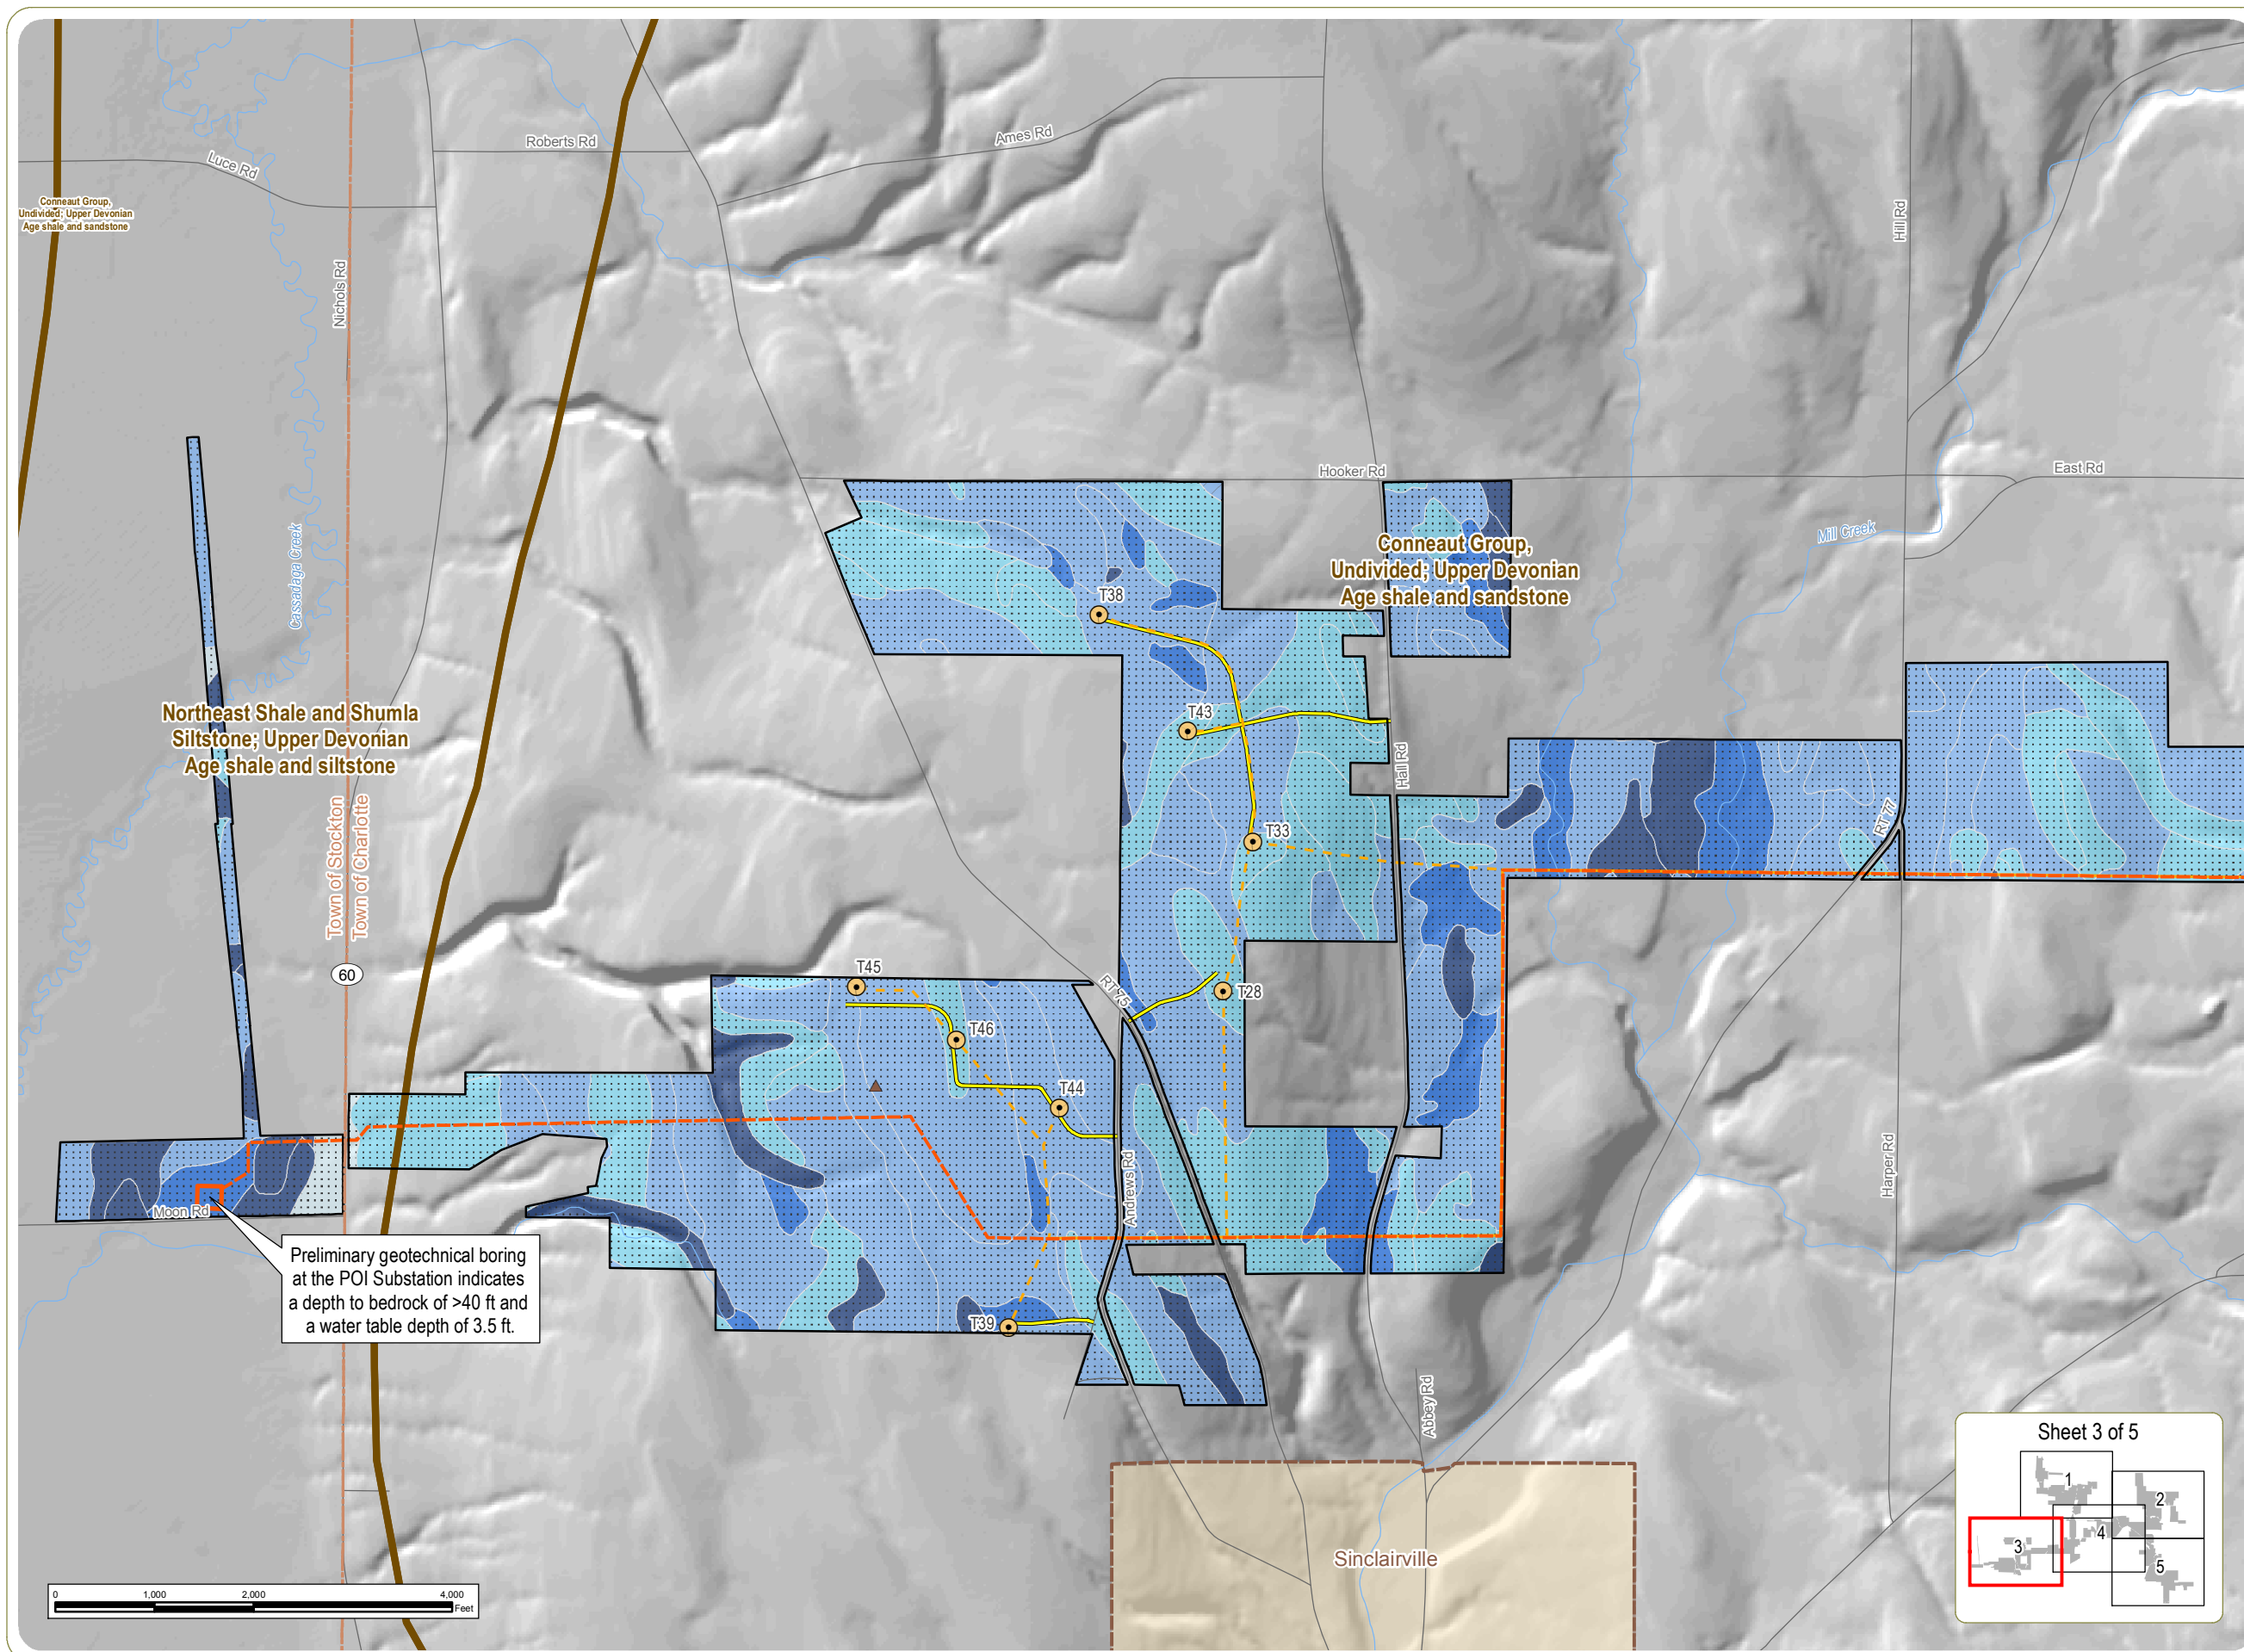 Roberts Rd
Ames Rd
Luce Rd
Conneaut Group,
Undivided; Upper Devonian
Age shale and sandstone
Nichols Rd
Hill Rd
Hooker Rd
East Rd
Mill Creek
Cassadaga Creek
Conneaut Group,
Undivided; Upper Devonian
Age shale and sandstone
T38
T43
Northeast Shale and Shumla
Siltstone; Upper Devonian
Age shale and siltstone
Hall Rd
Town of Stockton
Town of Charlotte
T33
RT 77
60
T45
RT 75
T28
T46
T44
Andrews Rd
Harper Rd
Moon Rd
Preliminary geotechnical boring
at the POI Substation indicates
a depth to bedrock of >40 ft and
a water table depth of 3.5 ft.
T39
Abbey Rd
Sinclairville
Sheet 3 of 5
1
2
4
3
5
0 1,000 2,000 4,000
Feet